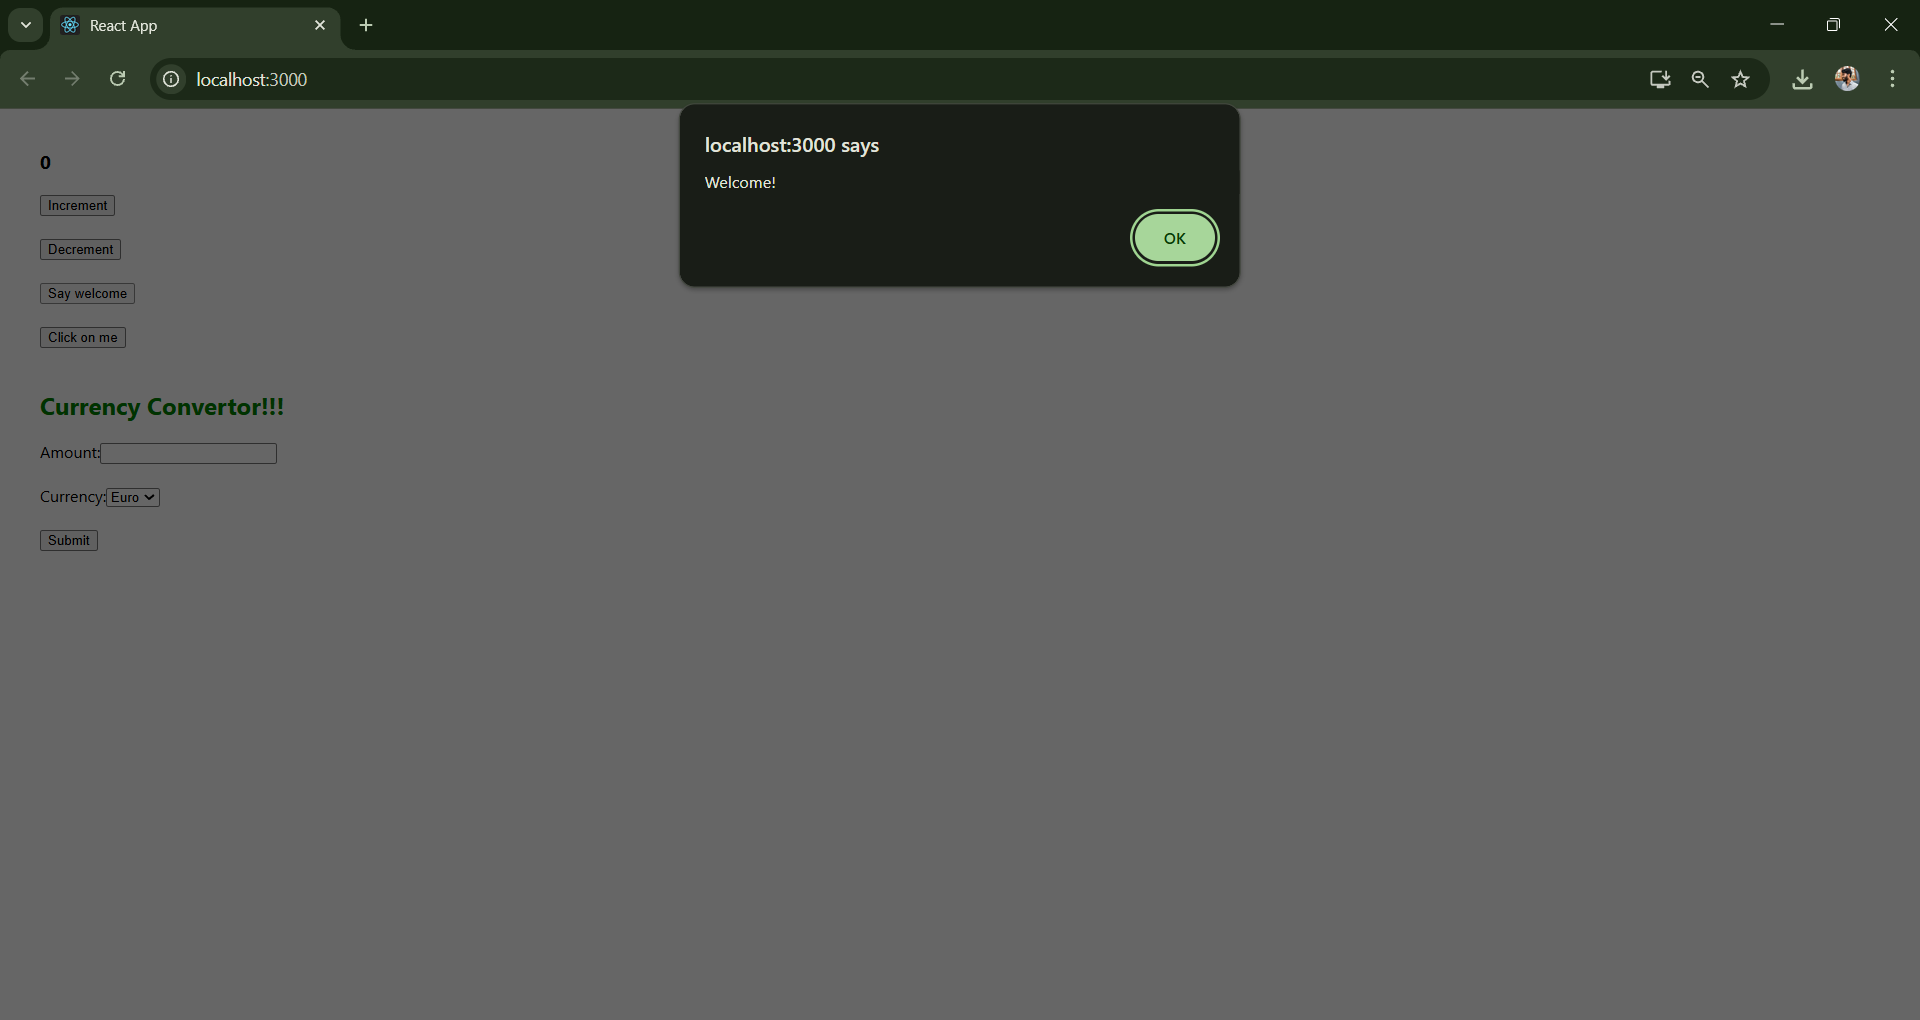 React App
localhost:3000
localhost:3000 says
Welcome!
OK
0
Increment
Decrement
Say welcome
Click on me
Currency Convertor!!!
Amount:
Currency: Euro
Submit